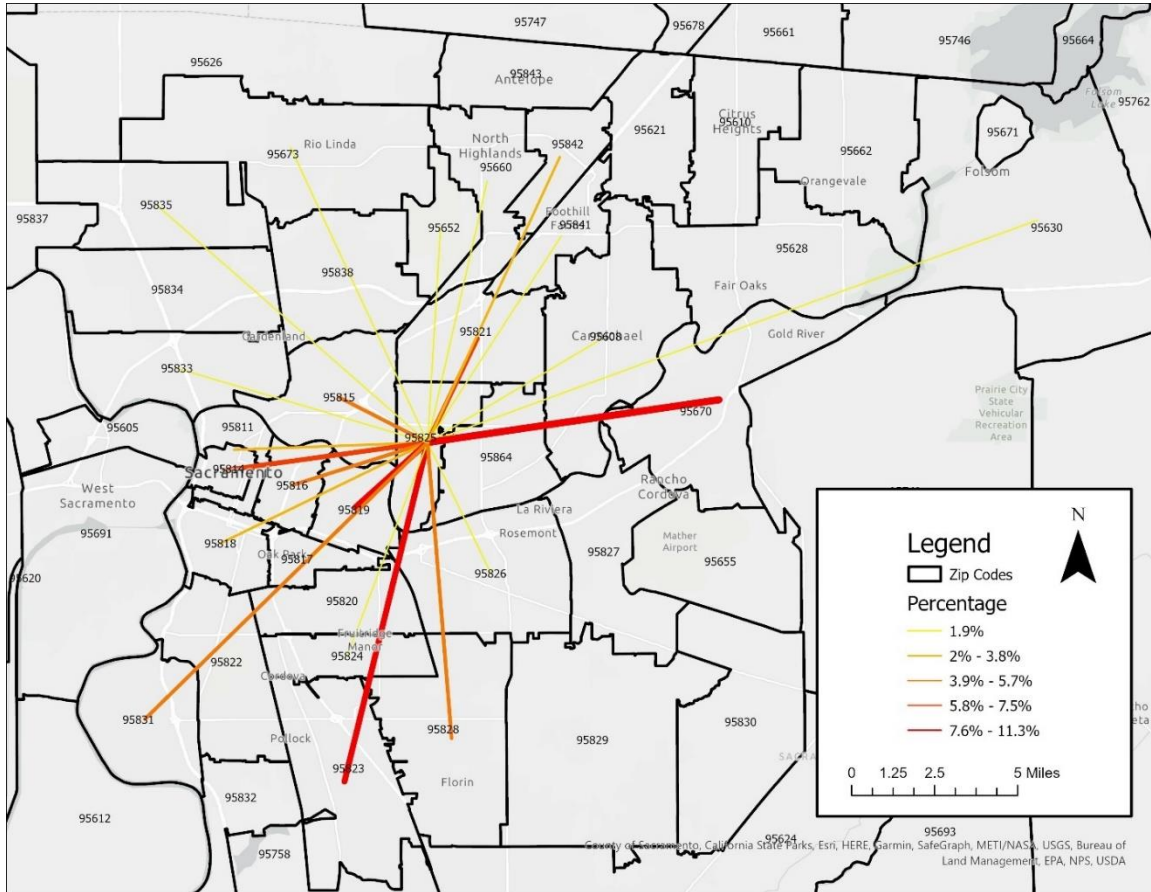 95747
95678
95661
95746
95664
95626
95843
Antelope
95762
Folsom
Lake
95621
Citrus
95610
Heights
95671
North
Highlands
95842
95660
Rio Linda
95673
95662
Folsom
Orangevale
95837
95835
95652
Foothill
Farms
95841
95630
95628
95838
95834
Fair Oaks
95821
Gold River
Gardenland
Carmichael
95608
95833
95815
Prairie City
State
Vehicular
Recreation
Area
95670
95605
95811
95825
95864
95814
Sacramento
95816
Rancho
Cordova
West
Sacramento
95819
La Riviera
95691
Rosemont
95818
Oak Park
95817
95827
Mather
Airport
95655
95620
95826
95820
Fruitridge
Manor
95824
95822
Cordova
95831
95828
95830
95829
Pollock
95823
Florin
95832
95612
95758
95624
95693
N
Legend
Zip Codes
Percentage
1.9%
2% - 3.8%
3.9% - 5.7%
5.8% - 7.5%
7.6% - 11.3%
0 1.25 2.5 5 Miles
County of Sacramento, California State Parks, Esri, HERE, Garmin, SafeGraph, METI/NASA, USGS, Bureau of
Land Management, EPA, NPS, USDA